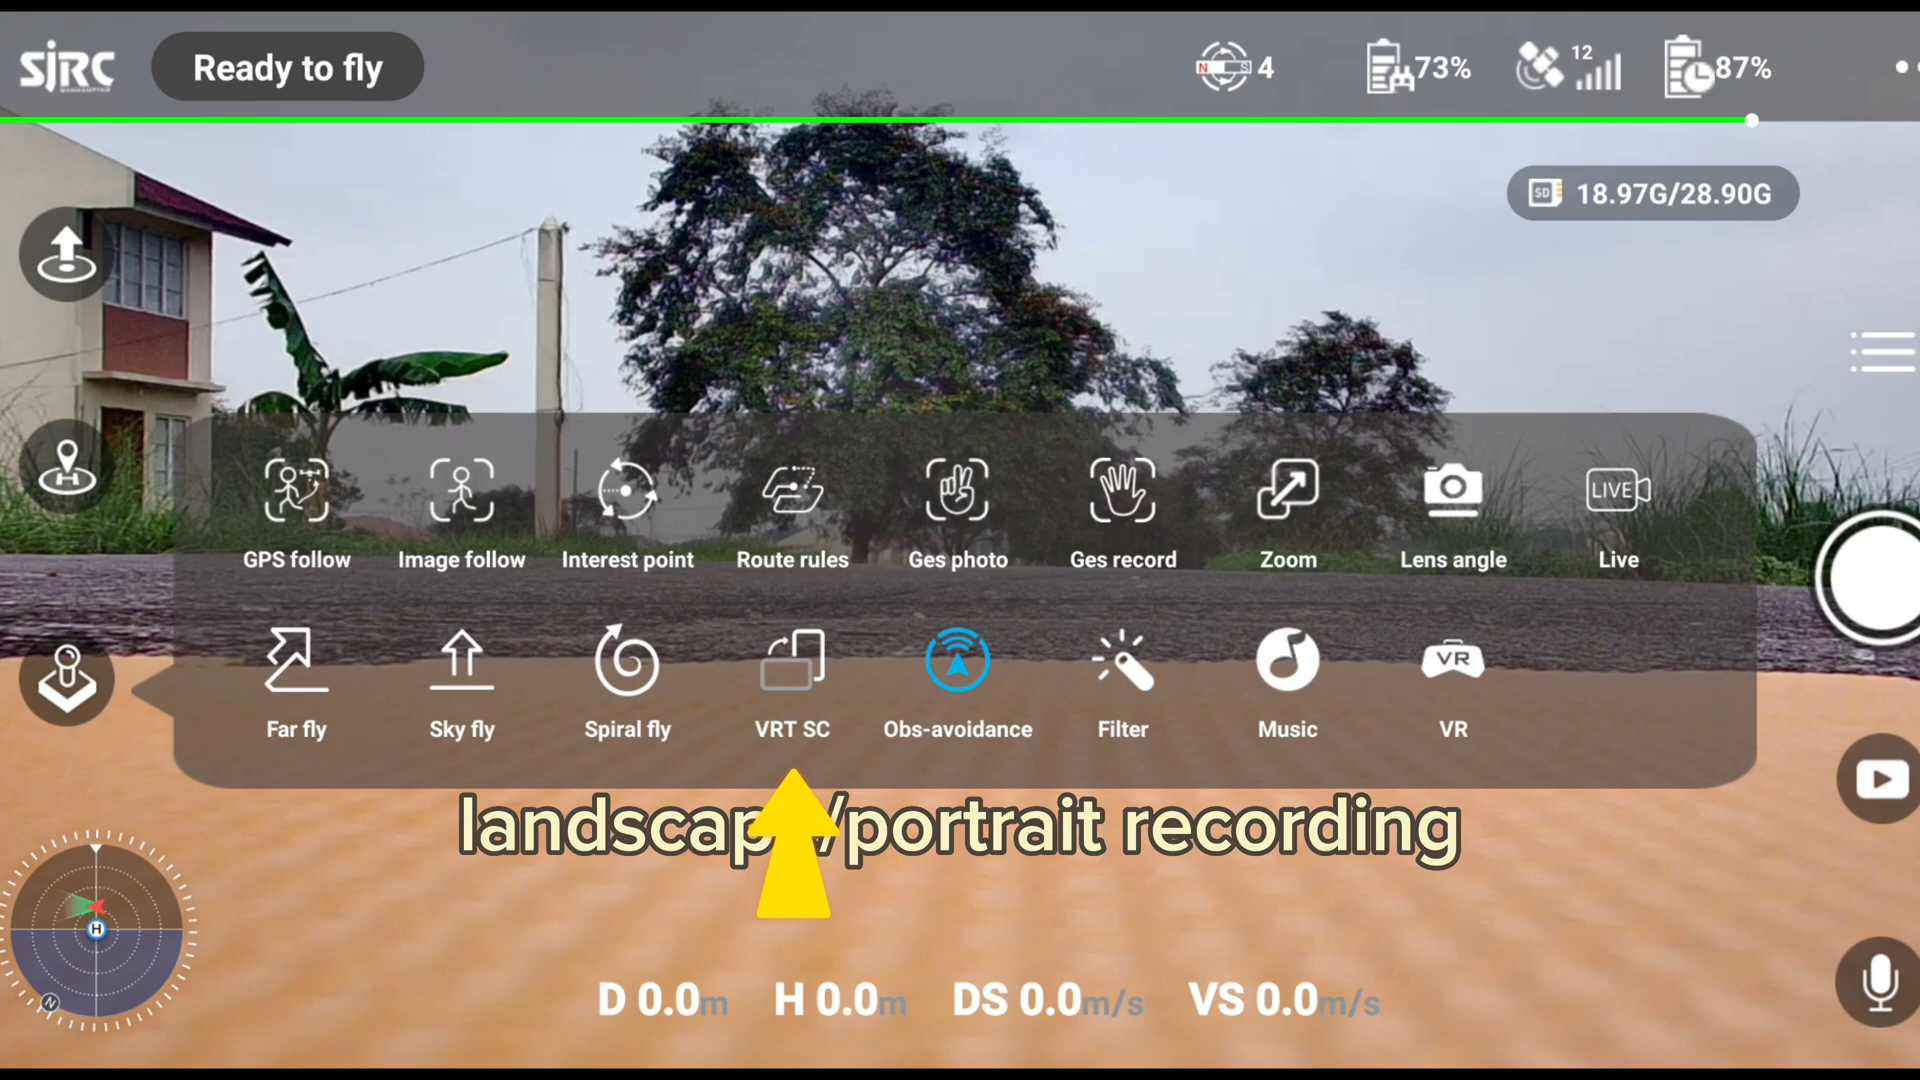 SJRC
Ready to fly
N S 4
73%
12
87%
SD 18.97G/28.90G
GPS follow
Image follow
Interest point
Route rules
Ges photo
Ges record
Zoom
Lens angle
LIVE
Live
Far fly
Sky fly
Spiral fly
VRT SC
Obs-avoidance
Filter
Music
VR
VR
landscape/portrait recording
H
N
D 0.0m H 0.0m DS 0.0m/s VS 0.0m/s